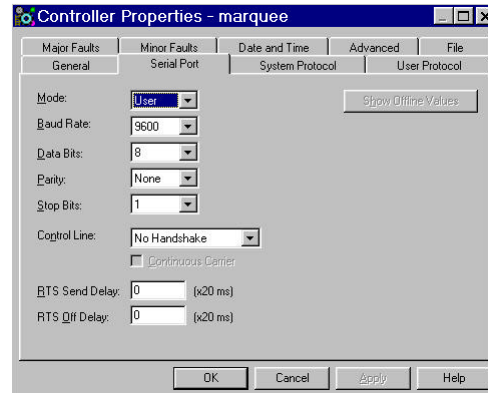 Controller Properties - marquee
Major Faults Minor Faults Date and Time Advanced File
General Serial Port System Protocol User Protocol
Mode: User Show Offline Values
Baud Rate: 9600
Data Bits: 8
Parity: None
Stop Bits: 1
Control Line: No Handshake
Continuous Carrier
RTS Send Delay: 0 (x20 ms)
RTS Off Delay: 0 (x20 ms)
OK Cancel Apply Help